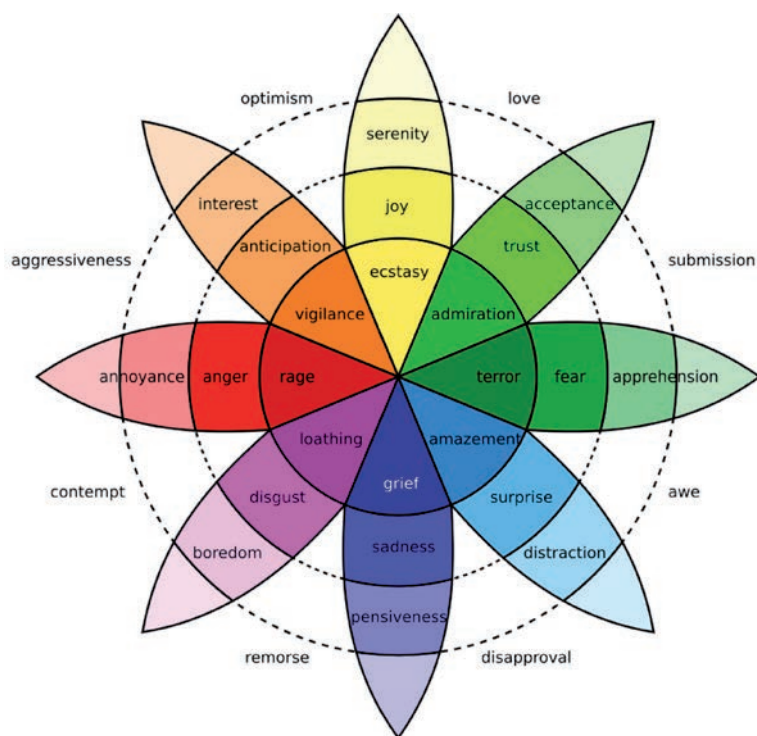 optimism
love
serenity
interest
acceptance
joy
anticipation
trust
aggressiveness
submission
ecstasy
vigilance
admiration
annoyance
anger
rage
terror
fear
apprehension
loathing
amazement
grief
contempt
disgust
surprise
awe
sadness
boredom
distraction
pensiveness
remorse
disapproval